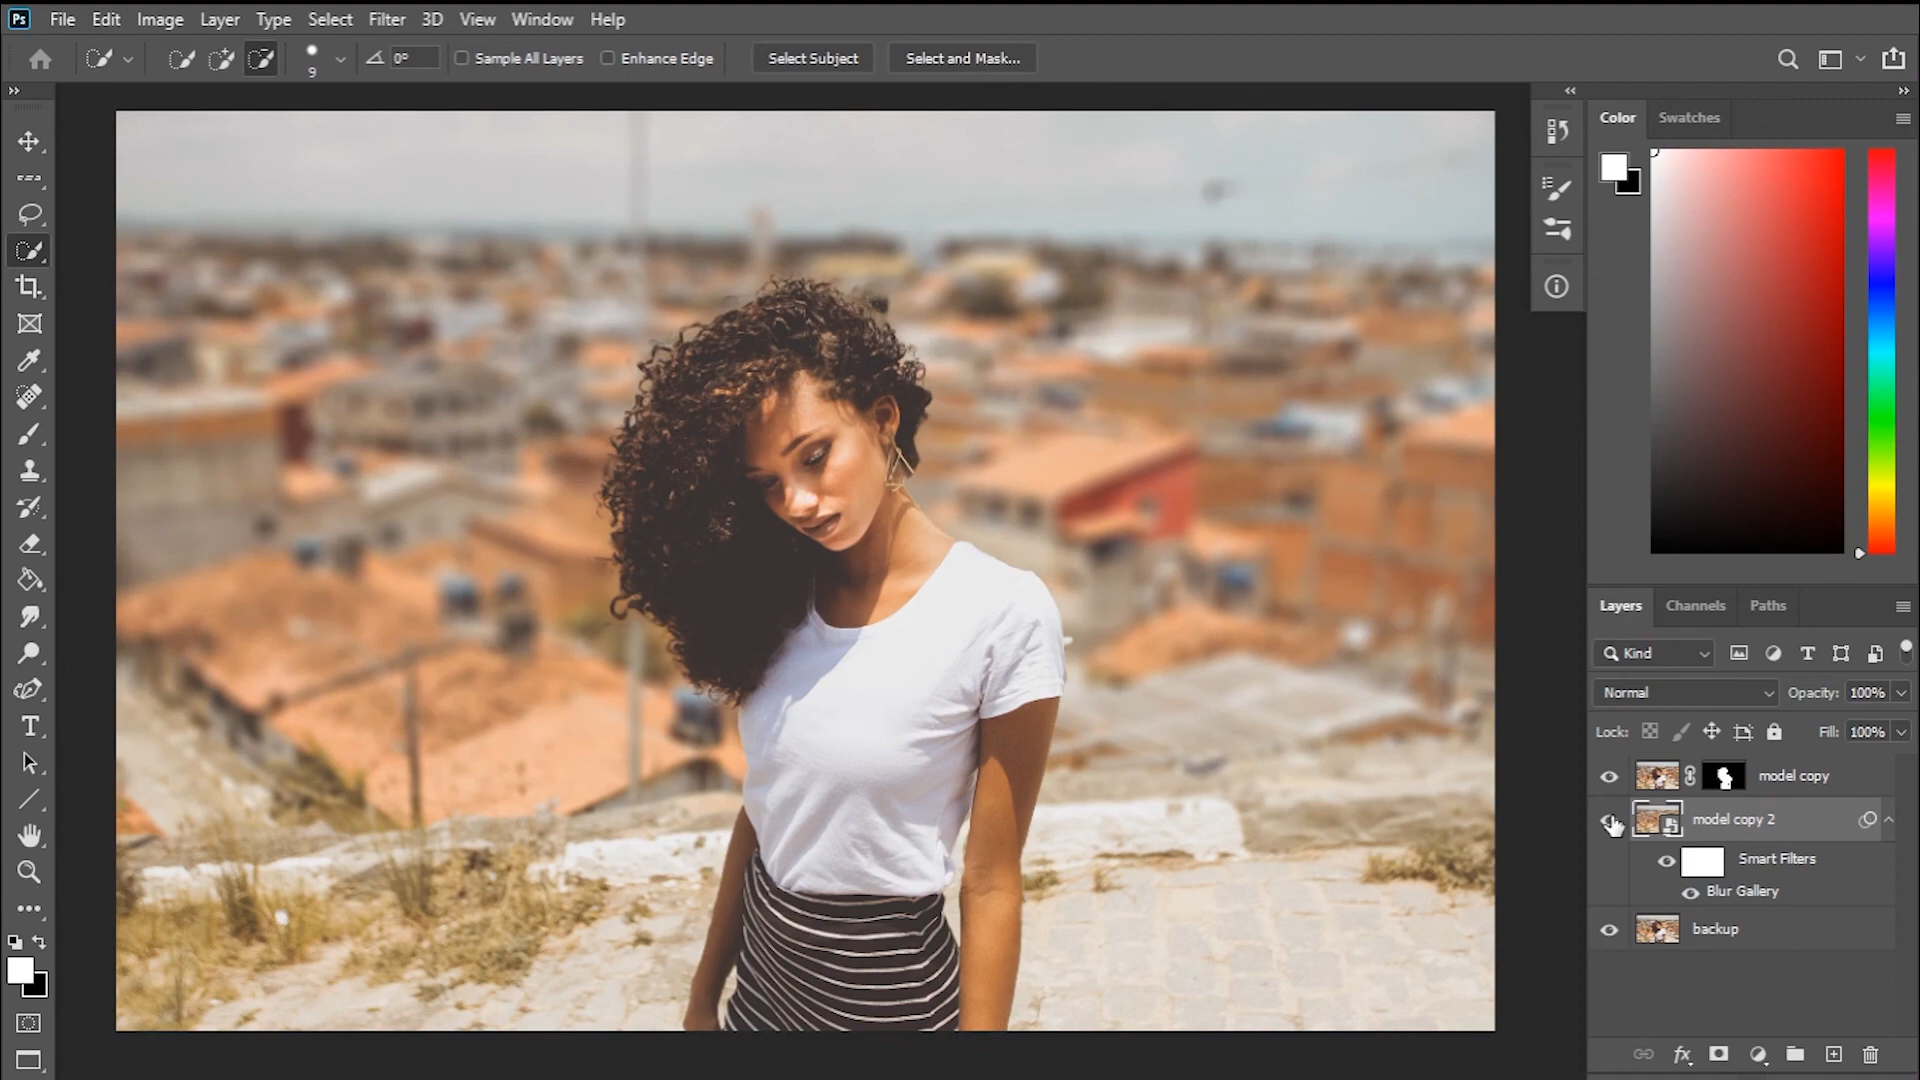 Ps File Edit Image Layer Type Select Filter 3D View Window Help
9 0° Sample All Layers Enhance Edge Select Subject Select and Mask...
Color Swatches
Layers Channels Paths
Kind
Normal Opacity: 100%
Lock: Fill: 100%
model copy
model copy 2
Smart Filters
Blur Gallery
backup
fx